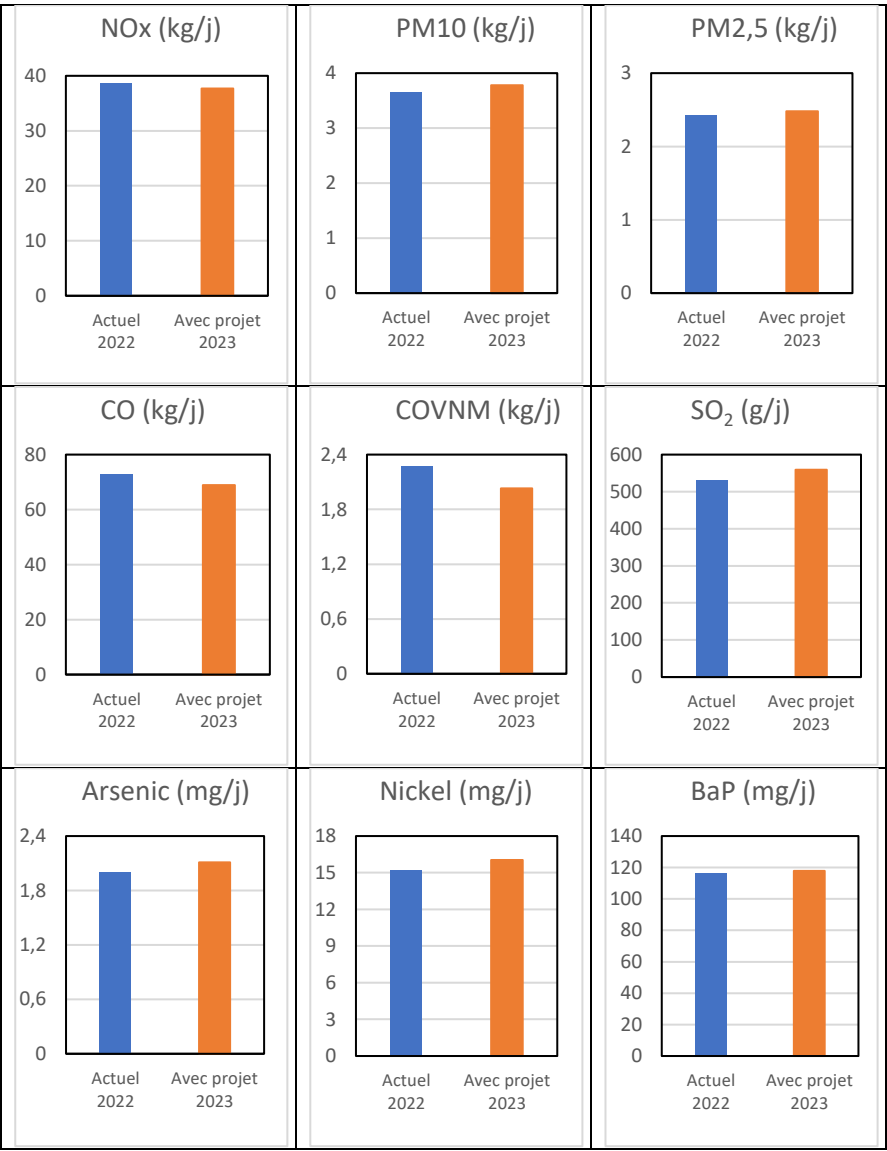 NOx (kg/j)
40
30
20
10
0
Actuel
2022
Avec projet
2023
PM10 (kg/j)
4
3
2
1
0
Actuel
2022
Avec projet
2023
PM2,5 (kg/j)
3
2
1
0
Actuel
2022
Avec projet
2023
CO (kg/j)
80
60
40
20
0
Actuel
2022
Avec projet
2023
COVNM (kg/j)
2,4
1,8
1,2
0,6
0
Actuel
2022
Avec projet
2023
SO2 (g/j)
600
500
400
300
200
100
0
Actuel
2022
Avec projet
2023
Arsenic (mg/j)
2,4
1,8
1,2
0,6
0
Actuel
2022
Avec projet
2023
Nickel (mg/j)
18
15
12
9
6
3
0
Actuel
2022
Avec projet
2023
BaP (mg/j)
140
120
100
80
60
40
20
0
Actuel
2022
Avec projet
2023